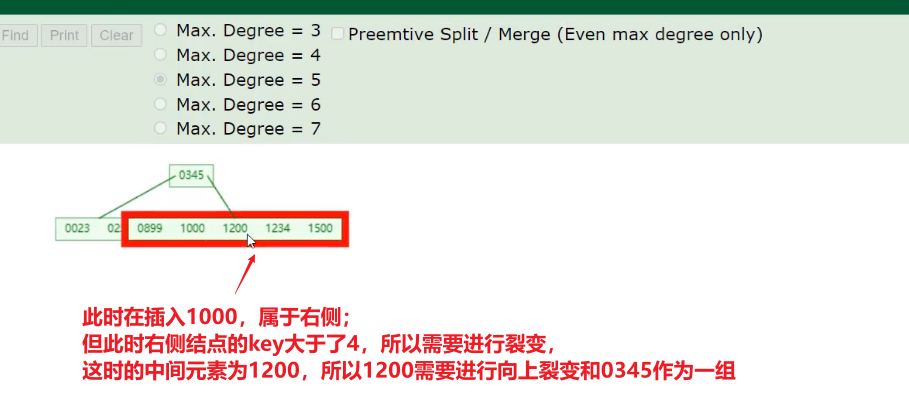 Find Print Clear
Max. Degree = 3
Preemtive Split / Merge (Even max degree only)
Max. Degree = 4
Max. Degree = 5
Max. Degree = 6
Max. Degree = 7
0345
0023 0899 1000 1200 1234 1500
此时在插入1000，属于右侧；
但此时右侧结点的key大于了4，所以需要进行裂变，
这时的中间元素为1200，所以1200需要进行向上裂变和0345作为一组